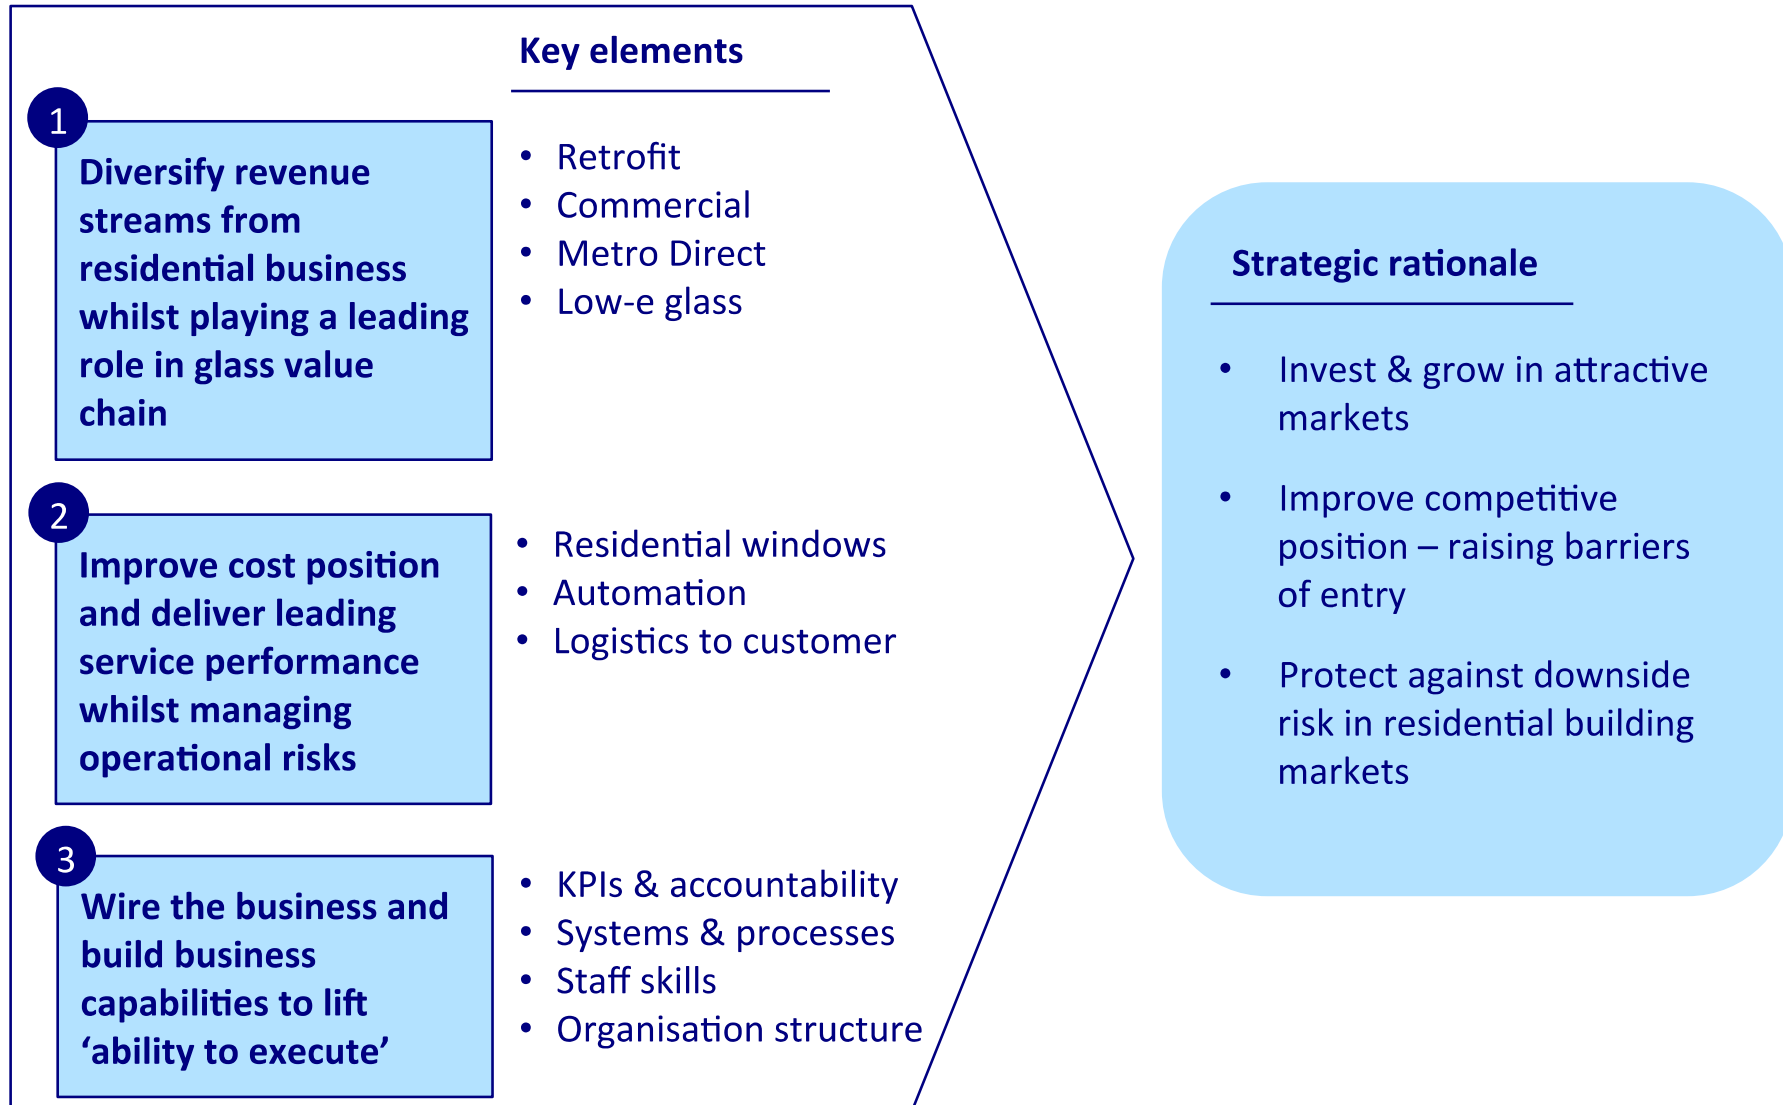 Key elements
1
Diversify revenue
streams from
residential business
whilst playing a leading
role in glass value
chain
• Retrofit
• Commercial
• Metro Direct
• Low-e glass
2
Improve cost position
and deliver leading
service performance
whilst managing
operational risks
• Residential windows
• Automation
• Logistics to customer
3
Wire the business and
build business
capabilities to lift
‘ability to execute’
• KPIs & accountability
• Systems & processes
• Staff skills
• Organisation structure
Strategic rationale
• Invest & grow in attractive
markets
• Improve competitive
position – raising barriers
of entry
• Protect against downside
risk in residential building
markets